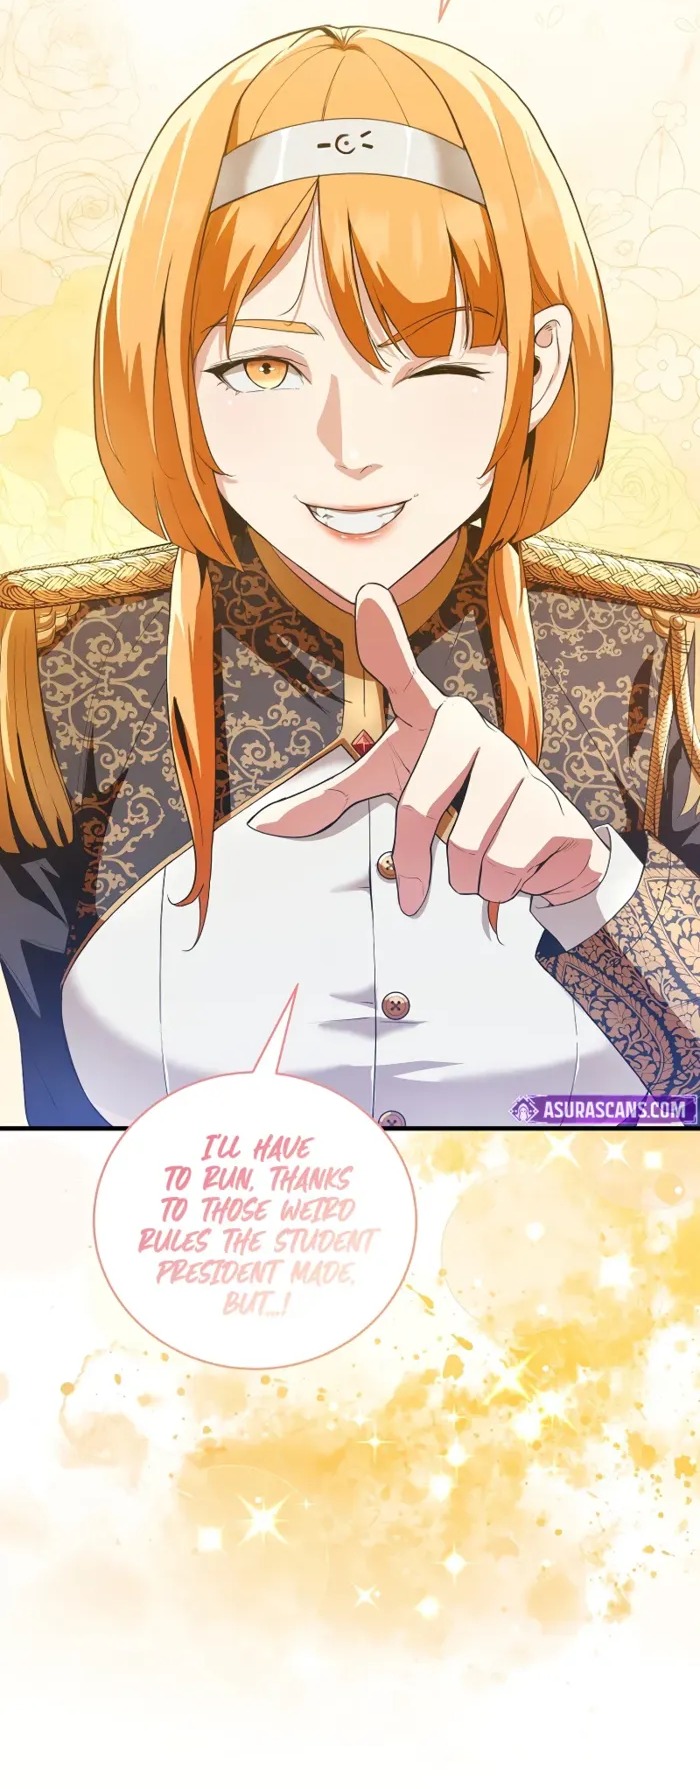 ASURASCANS.COM
I'LL HAVE
TO RUN, THANKS
TO THOSE WEIRD
RULES THE STUDENT
PRESIDENT MADE,
BUT...!